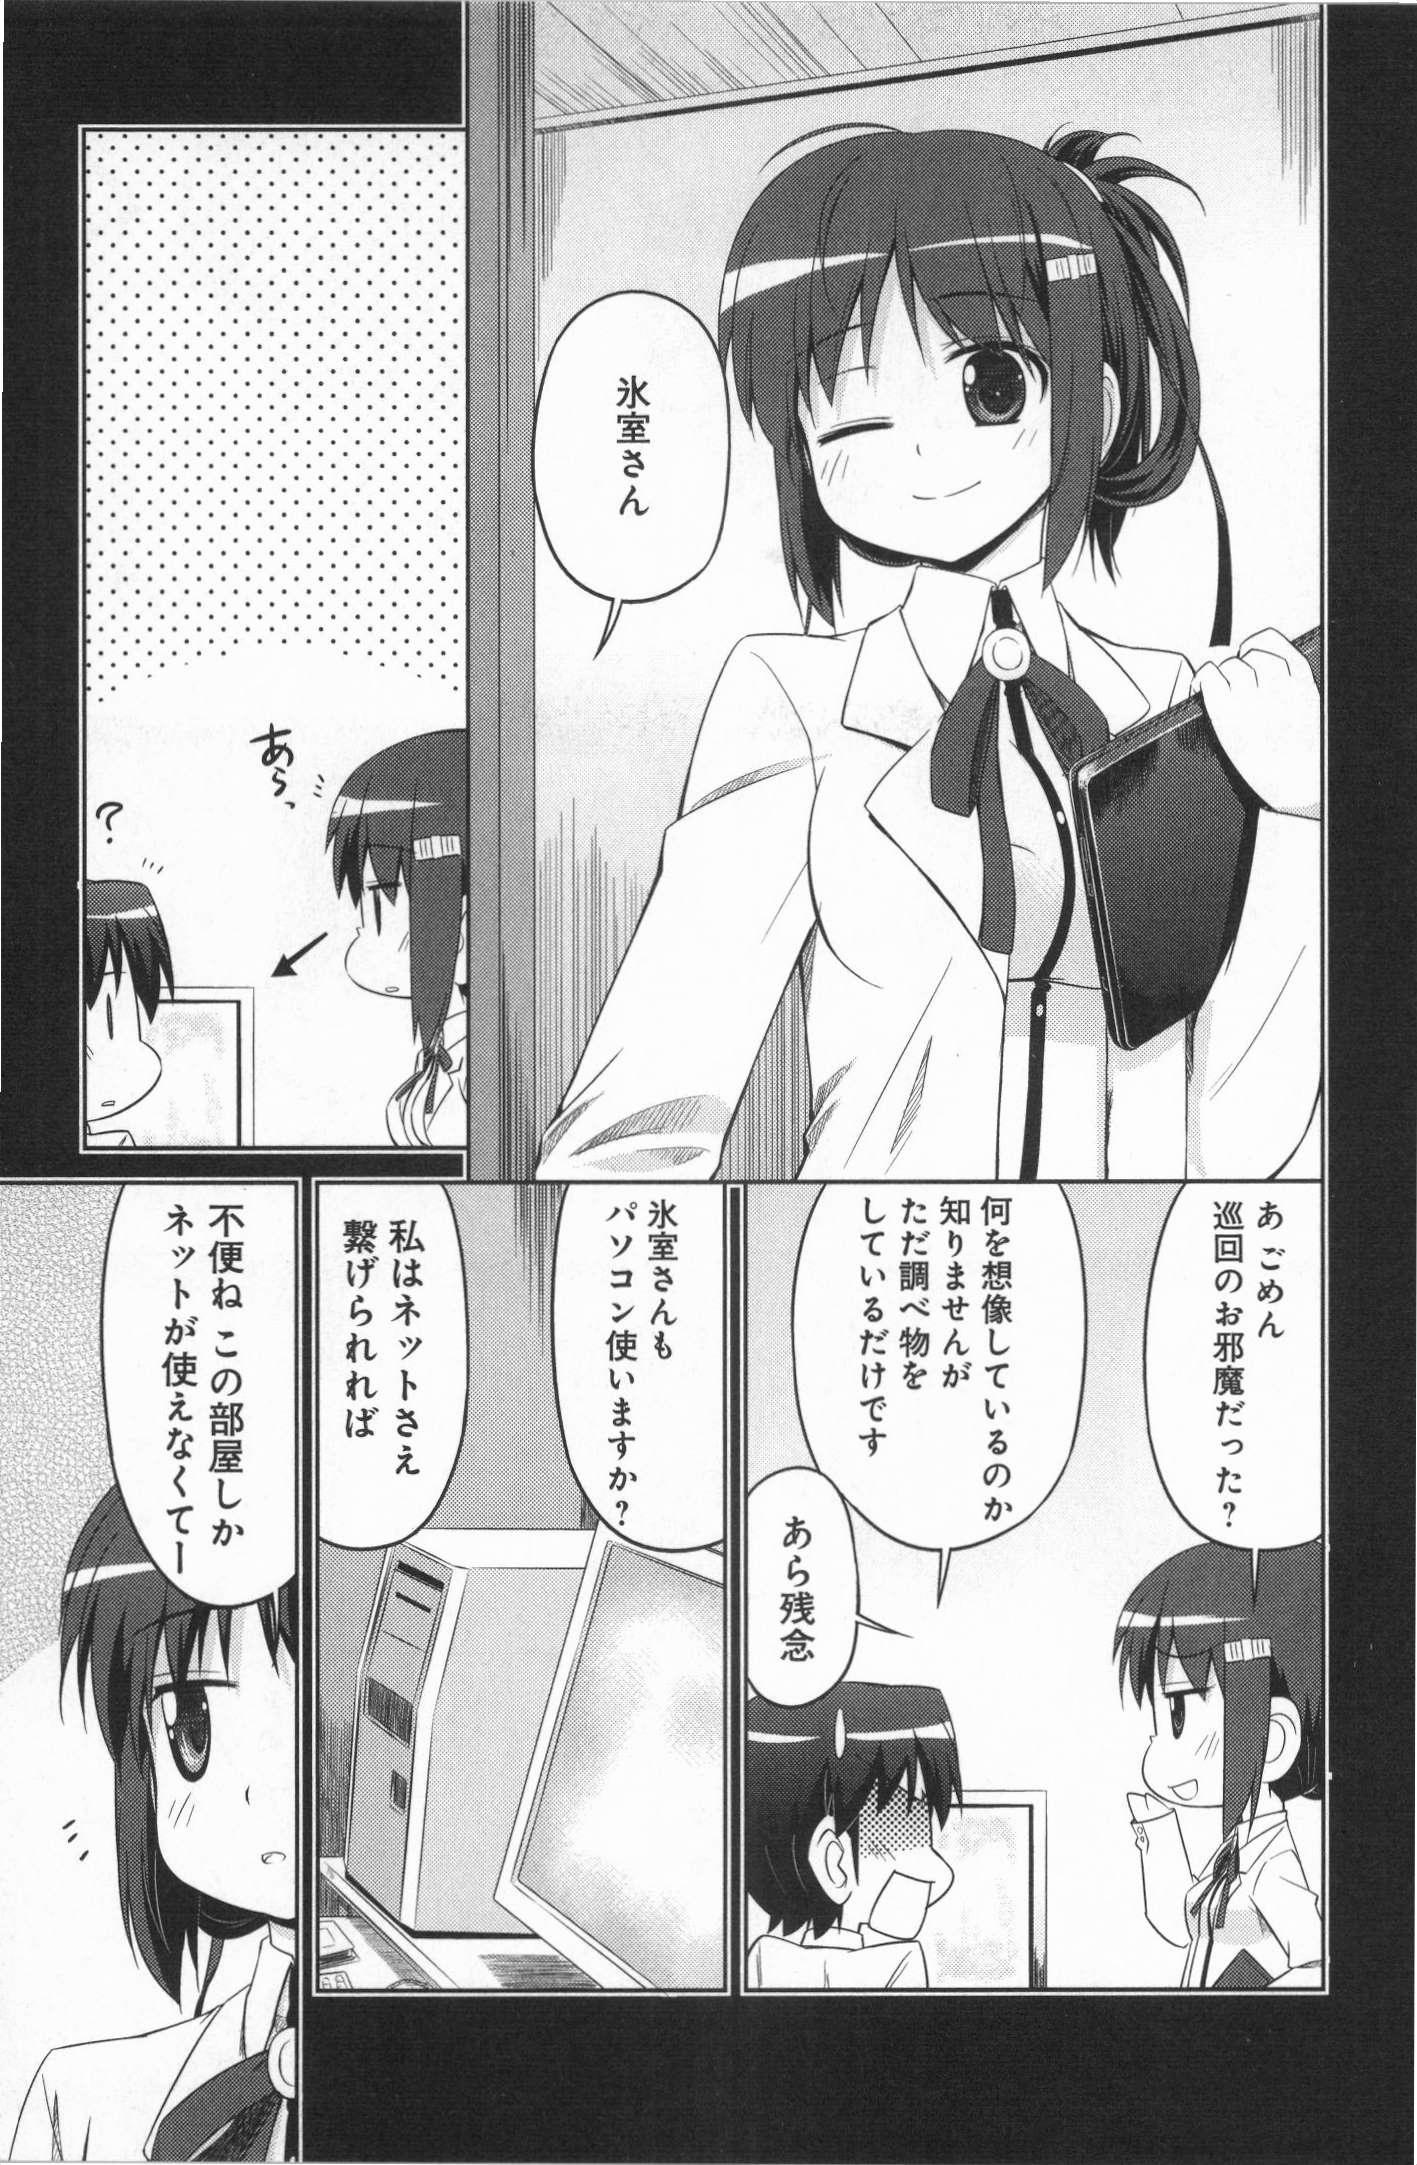 氷室さん
あら、
?
あ ごめん
巡回のお邪魔だった?
何を想像しているのか
知りませんが
ただ調べ物を
しているだけです
あら残念
氷室さんも
パソコン使いますか?
私はネットさえ
繋げられれば
不便ね この部屋しか
ネットが使えなくてー